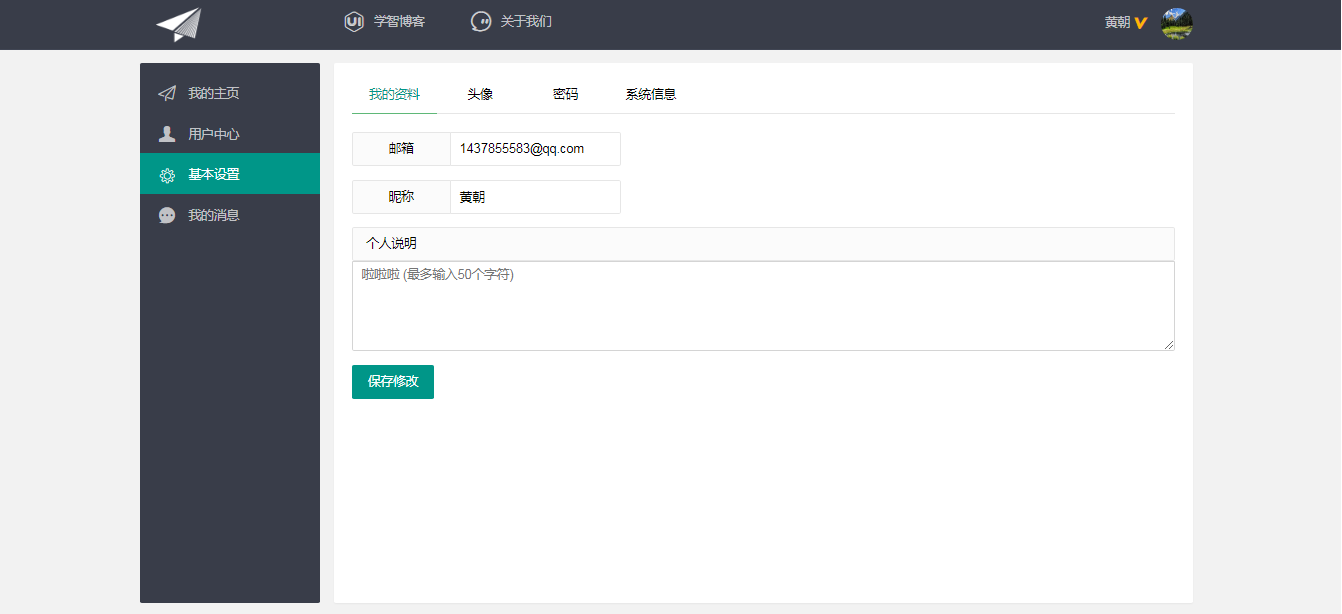 UI 学智博客 关于我们 黄朝
我的主页
用户中心
基本设置
我的消息
我的资料 头像 密码 系统信息
邮箱 1437855583@qq.com
昵称 黄朝
个人说明
啦啦啦 (最多输入50个字符)
保存修改